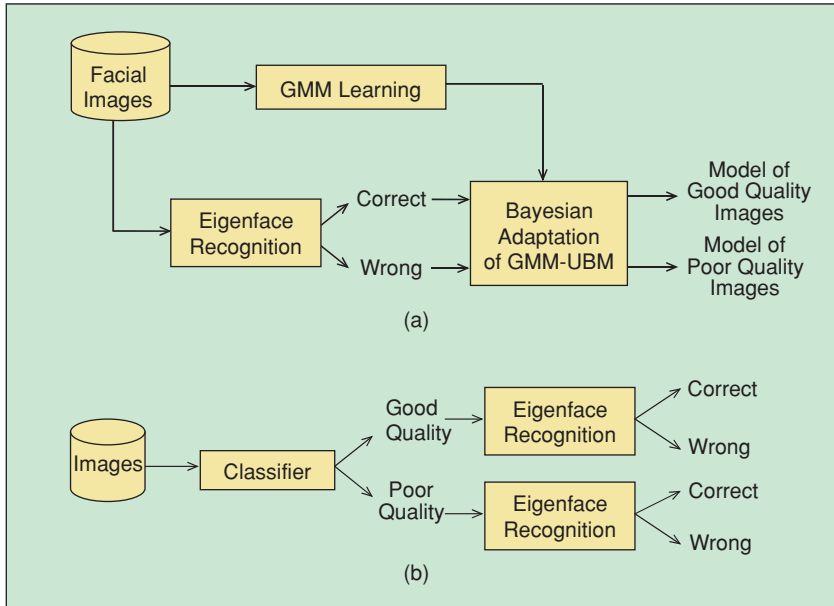 Facial
Images
GMM Learning
Eigenface
Recognition
Correct
Wrong
Bayesian
Adaptation
of GMM-UBM
Model of
Good Quality
Images
Model of
Poor Quality
Images
(a)
Images
Classifier
Good
Quality
Poor
Quality
Eigenface
Recognition
Correct
Wrong
Eigenface
Recognition
Correct
Wrong
(b)